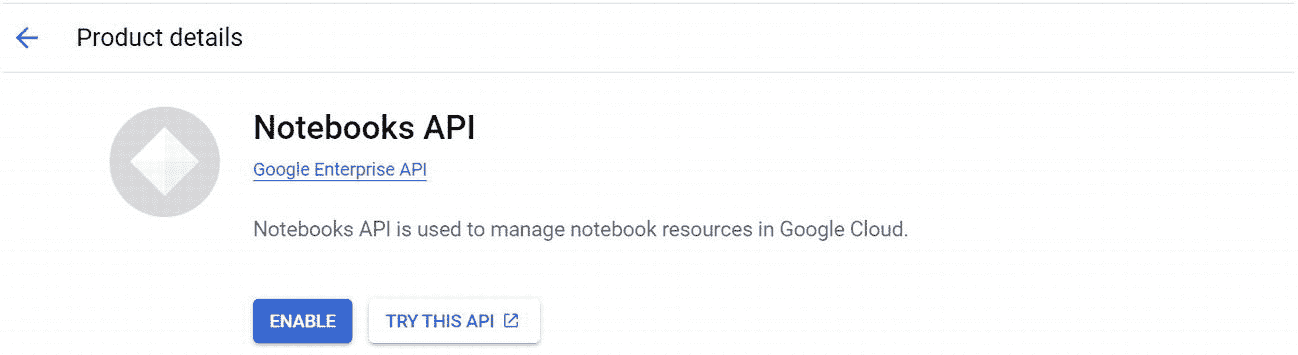 Product details
Notebooks API
Google Enterprise API
Notebooks API is used to manage notebook resources in Google Cloud.
ENABLE TRY THIS API